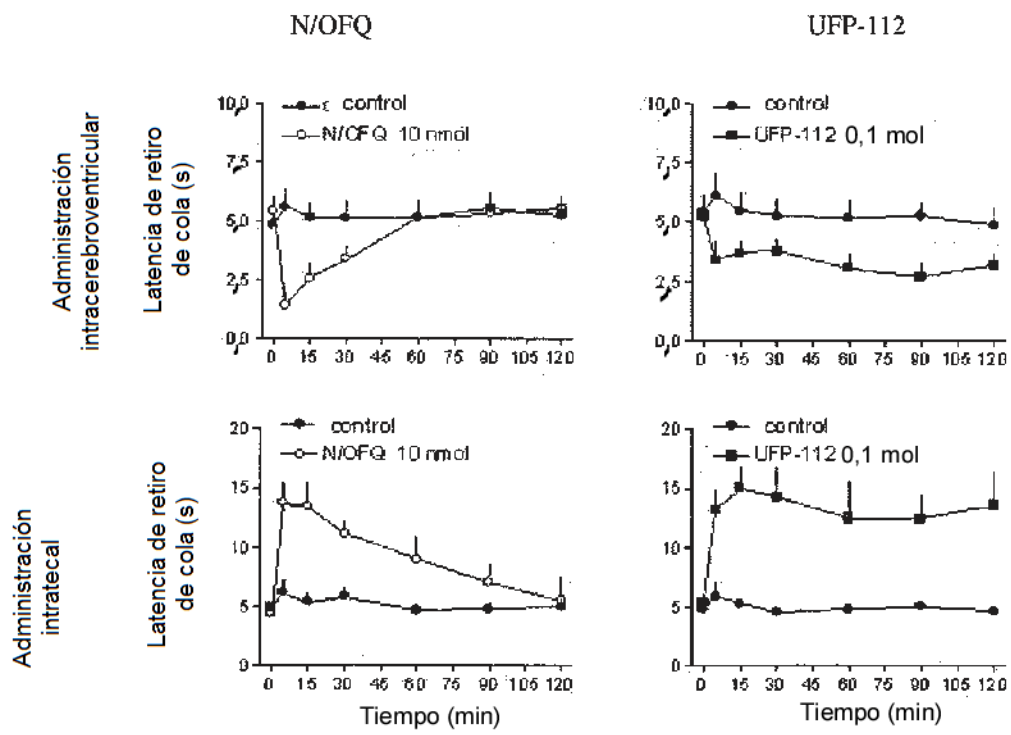 N/OFQ
UFP-112
Administración
intracerebroventricular
Latencia de retiro
de cola (s)
10,0
7,5
5,0
2,5
0,0
control
N/OFQ 10 nmol
0 15 30 45 60 75 90 105 120
10,0
7,5
5,0
2,5
0,0
control
UFP-112 0,1 mol
0 15 30 45 60 75 90 105 120
Administración
intratecal
Latencia de retiro
de cola (s)
20
15
10
5
0
control
N/OFQ 10 nmol
0 15 30 45 60 75 90 105 120
Tiempo (min)
20
15
10
5
0
control
UFP-112 0,1 mol
0 15 30 45 60 75 90 105 120
Tiempo (min)